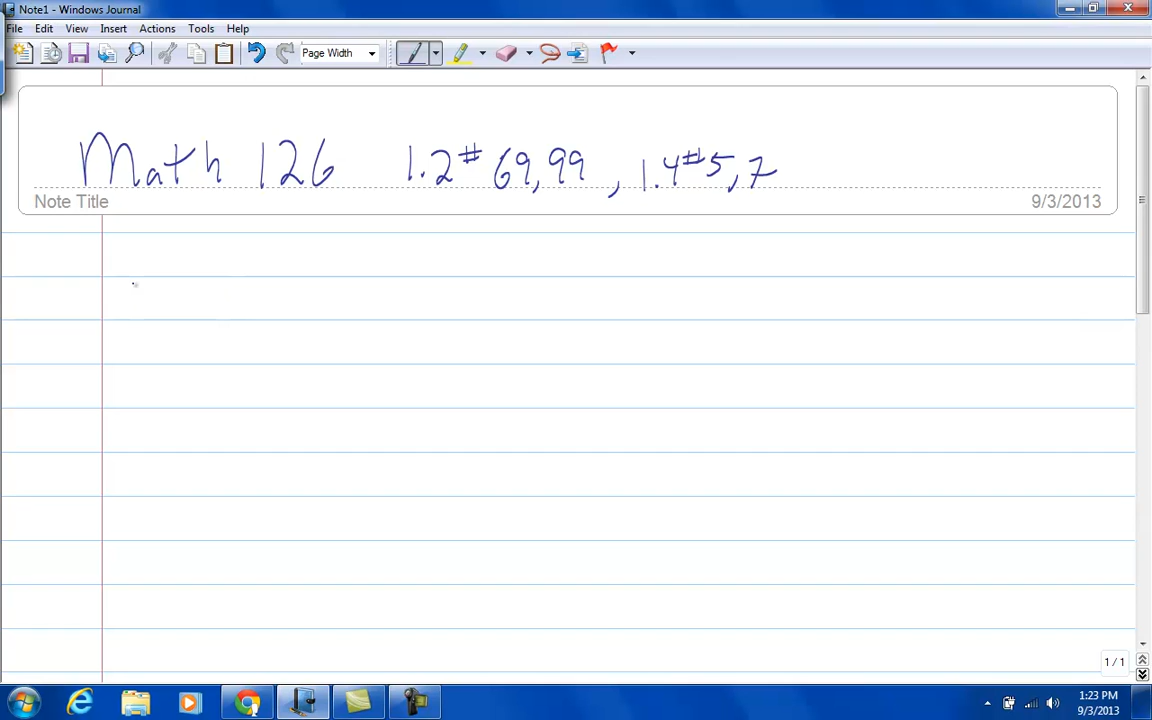 Note1 - Windows Journal
File Edit View Insert Actions Tools Help
Page Width
Math 126 1.2 # 69, 99 , 1.4 # 5, 7
Note Title 9/3/2013
1 / 1
1:23 PM
9/3/2013